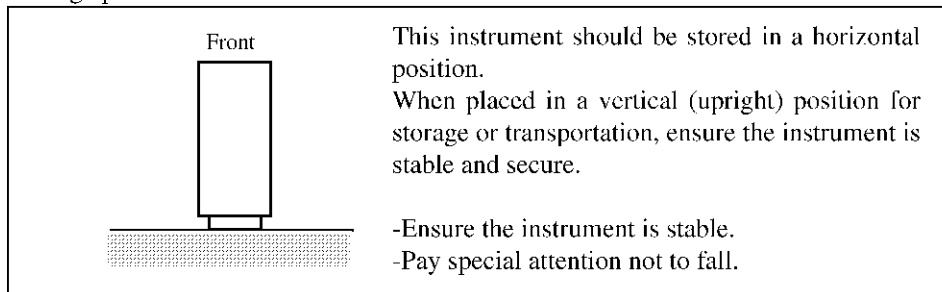 Front
This instrument should be stored in a horizontal
position.
When placed in a vertical (upright) position for
storage or transportation, ensure the instrument is
stable and secure.
-Ensure the instrument is stable.
-Pay special attention not to fall.